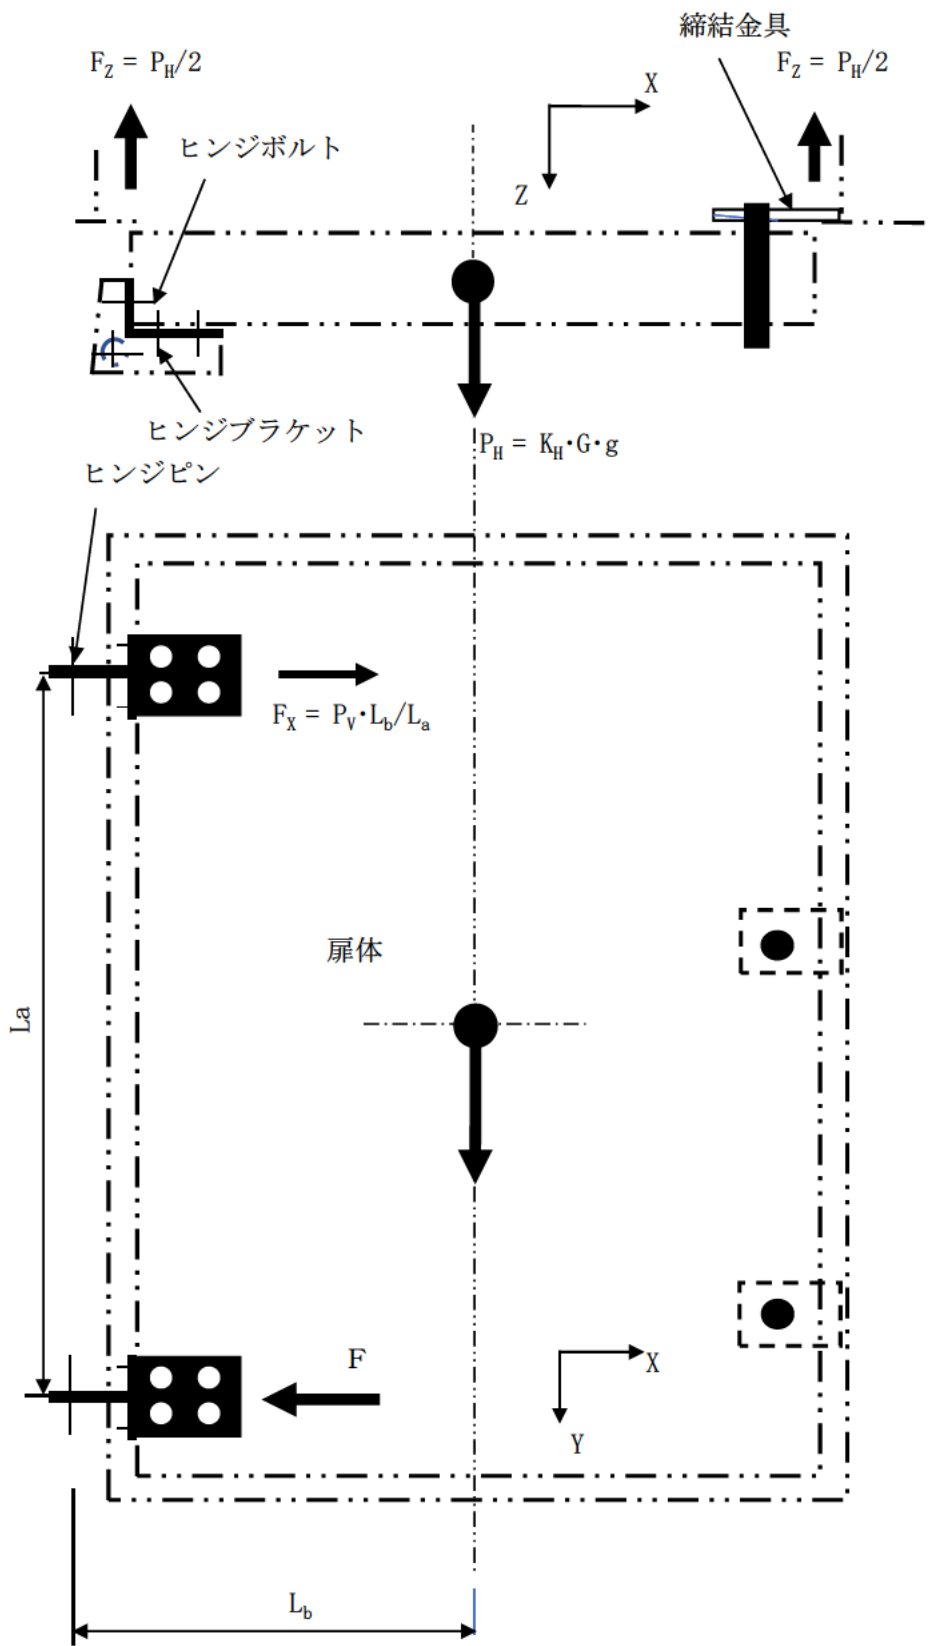 締結金具
F_Z = P_H/2
F_Z = P_H/2
X
ヒンジボルト
Z
ヒンジブラケット
P_H = K_H・G・g
ヒンジピン
F_X = P_V・L_b/L_a
扉体
La
F
X
Y
L_b